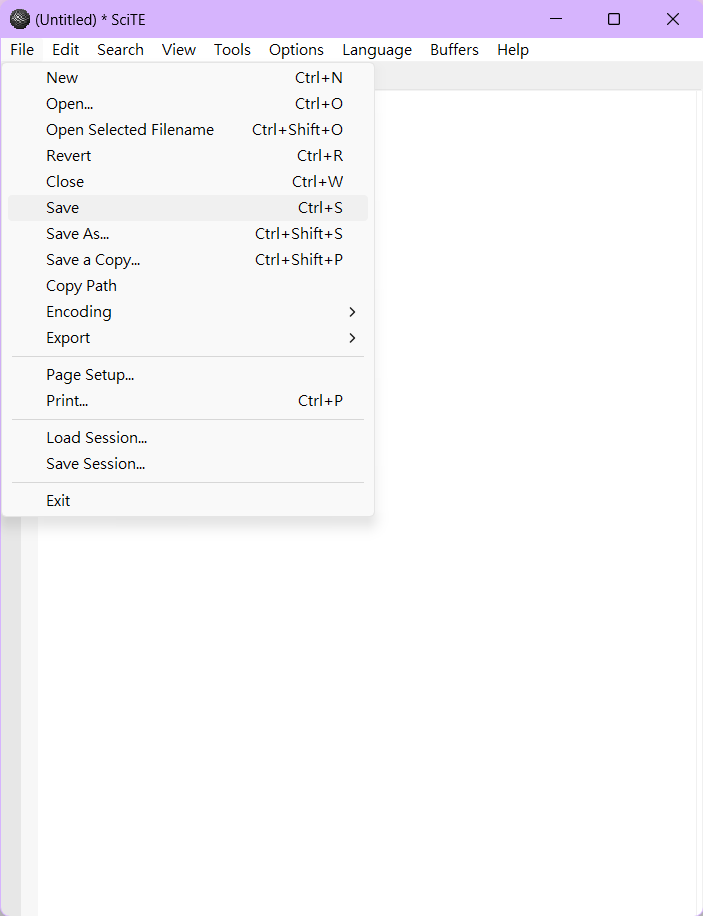 (Untitled) * SciTE
File Edit Search View Tools Options Language Buffers Help
New Ctrl+N
Open... Ctrl+O
Open Selected Filename Ctrl+Shift+O
Revert Ctrl+R
Close Ctrl+W
Save Ctrl+S
Save As... Ctrl+Shift+S
Save a Copy... Ctrl+Shift+P
Copy Path
Encoding
Export
Page Setup...
Print... Ctrl+P
Load Session...
Save Session...
Exit